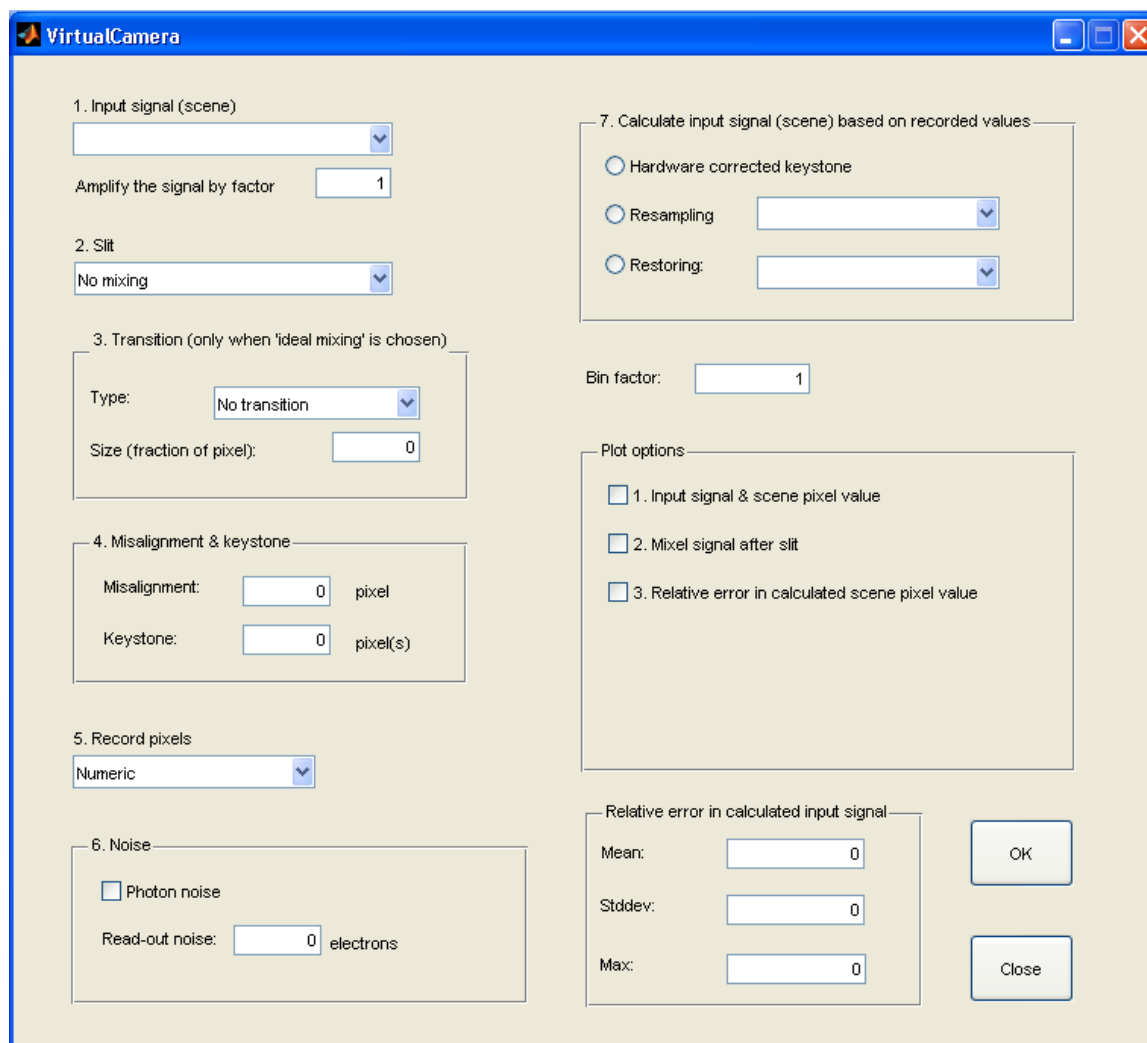 VirtualCamera
1. Input signal (scene)
Amplify the signal by factor 1
2. Slit
No mixing
3. Transition (only when 'ideal mixing' is chosen)
Type: No transition
Size (fraction of pixel): 0
4. Misalignment & keystone
Misalignment: 0 pixel
Keystone: 0 pixel(s)
5. Record pixels
Numeric
6. Noise
Photon noise
Read-out noise: 0 electrons
7. Calculate input signal (scene) based on recorded values
Hardware corrected keystone
Resampling
Restoring:
Bin factor: 1
Plot options
1. Input signal & scene pixel value
2. Mixel signal after slit
3. Relative error in calculated scene pixel value
Relative error in calculated input signal
Mean: 0
Stddev: 0
Max: 0
OK
Close